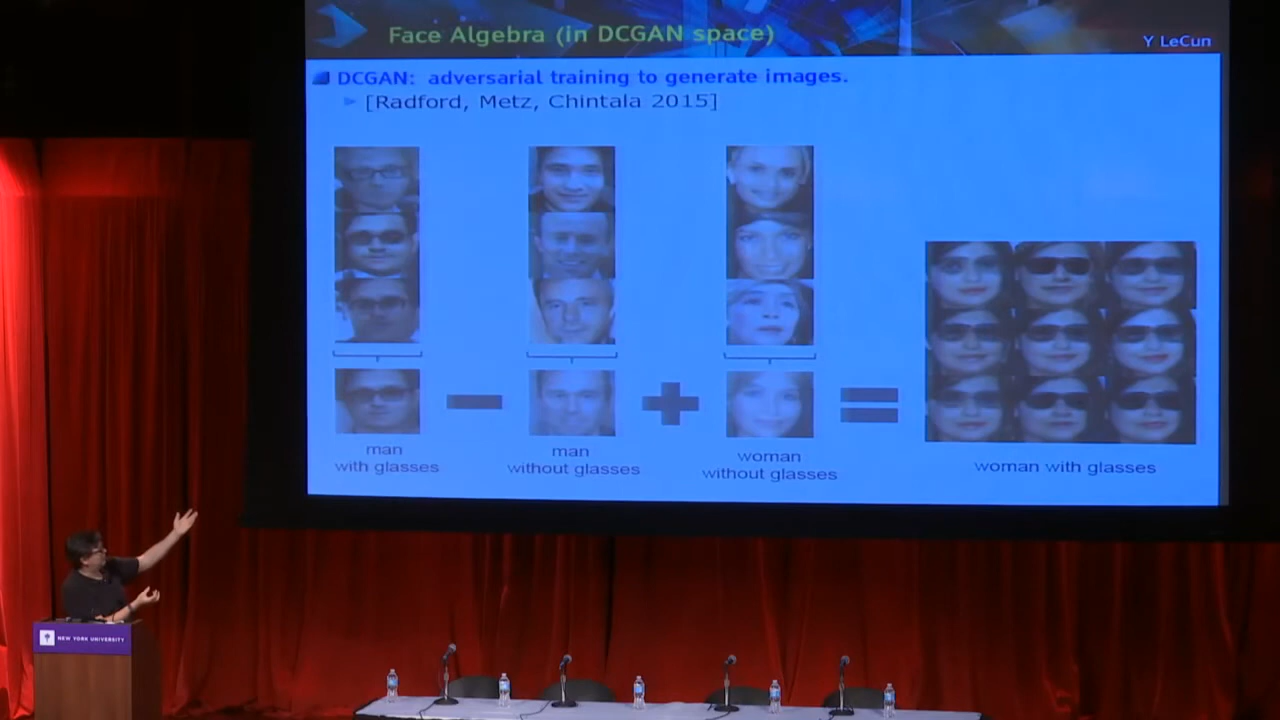 Face Algebra (in DCGAN space)
Y LeCun
DCGAN: adversarial training to generate images.
[Radford, Metz, Chintala 2015]
man
with glasses
man
without glasses
woman
without glasses
woman with glasses
NEW YORK UNIVERSITY